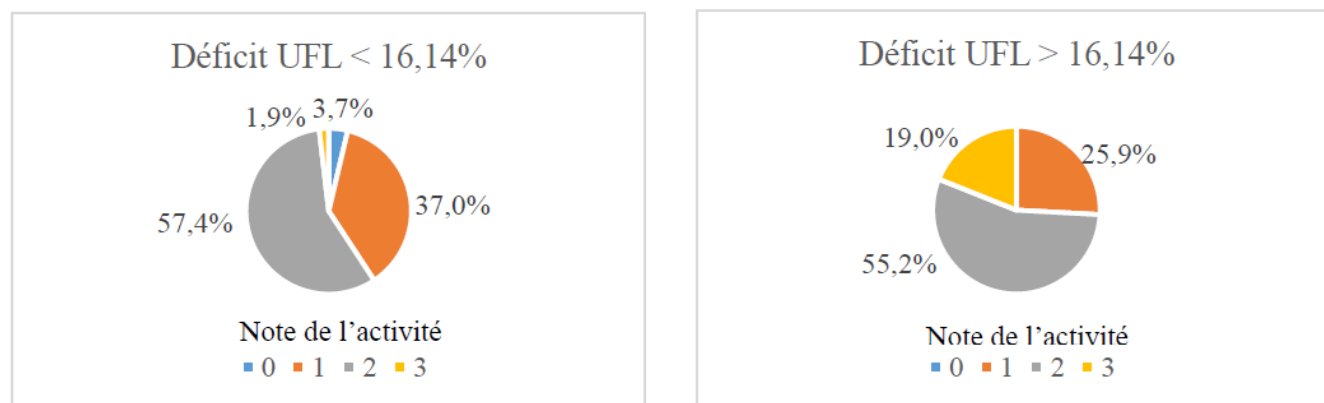 Déficit UFL < 16,14%
1,9%
3,7%
57,4%
37,0%
Note de l’activité
0 1 2 3
Déficit UFL > 16,14%
19,0%
25,9%
55,2%
Note de l’activité
0 1 2 3